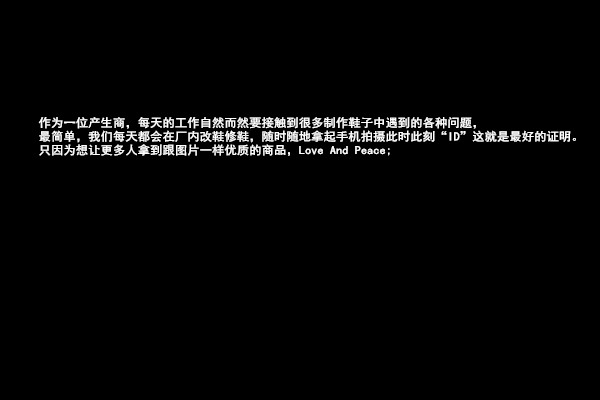 作为一位产生商，每天的工作自然而然要接触到很多制作鞋子中遇到的各种问题，
最简单，我们每天都会在厂内改鞋修鞋，随时随地拿起手机拍摄此时此刻“ID”这就是最好的证明。
只因为想让更多人拿到跟图片一样优质的商品，Love And Peace;